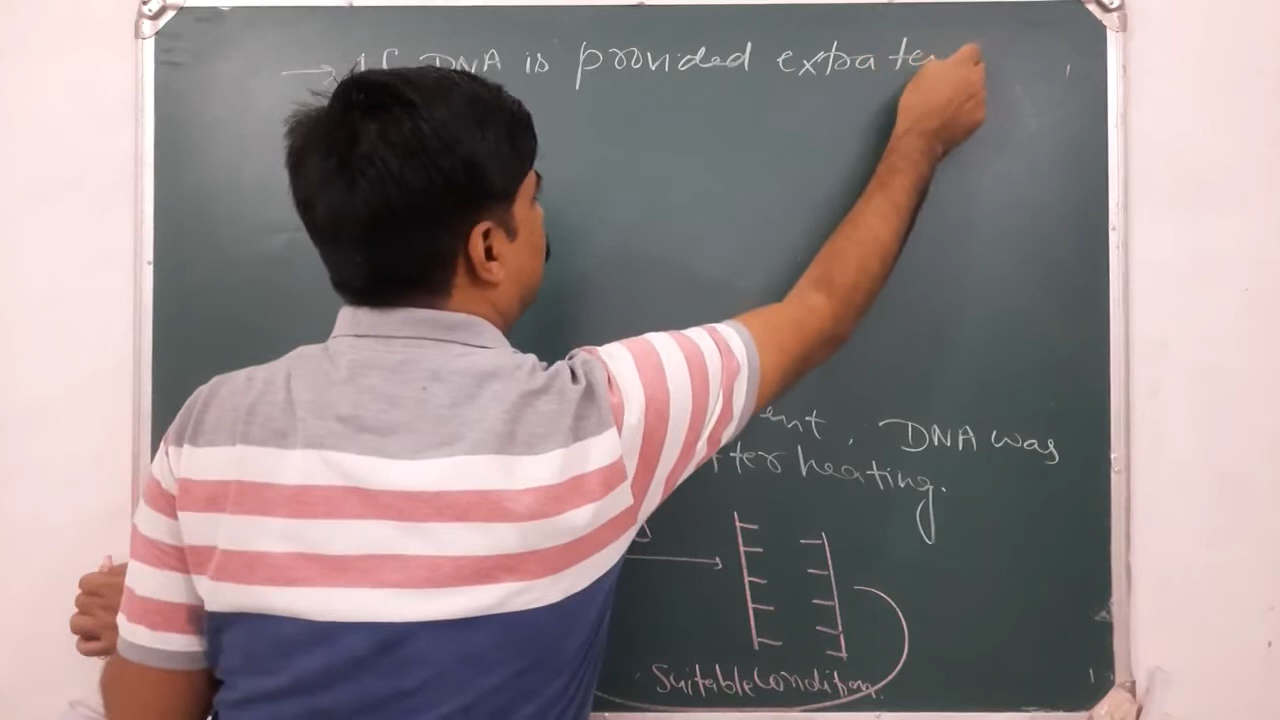 → If DNA is provided extra te
ent. DNA was
ter heating.
Suitable Condition.